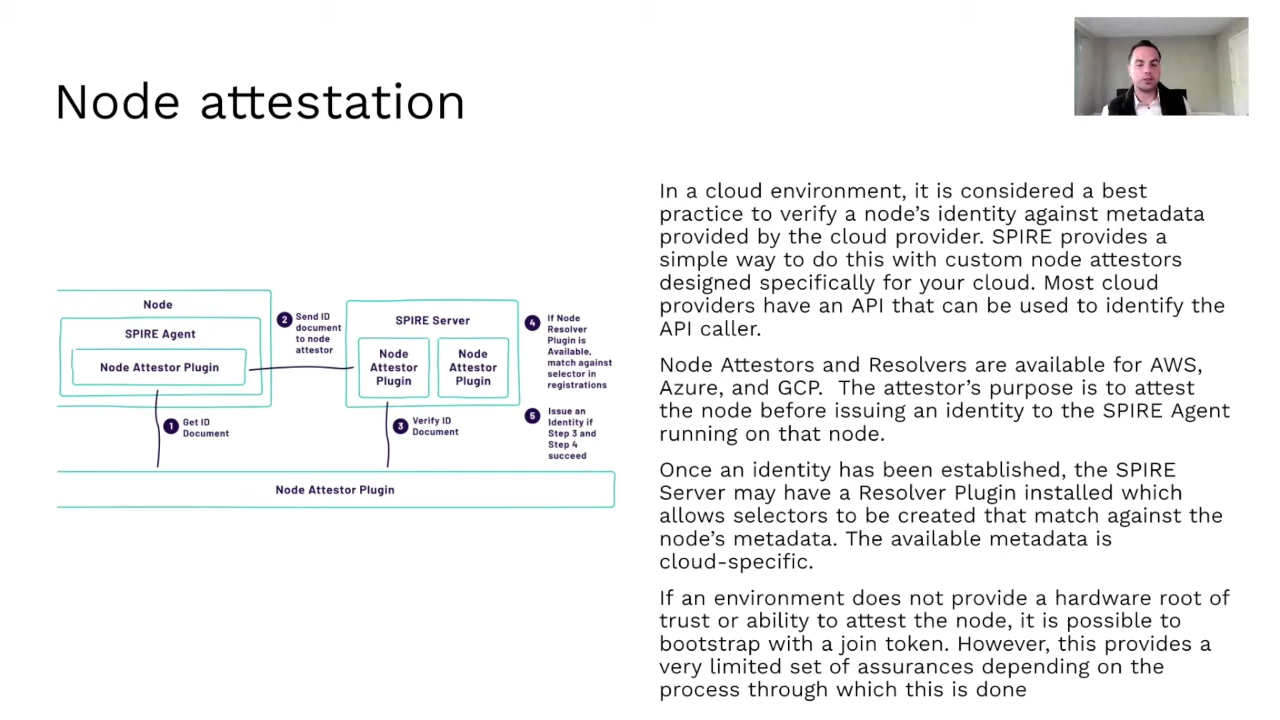 Node attestation
Node
SPIRE Agent
Node Attestor Plugin
1
Get ID
Document
2
Send ID
document
to node
attestor
SPIRE Server
Node
Attestor
Plugin
Node
Attestor
Plugin
3
Verify ID
Document
4
If Node
Resolver
Plugin is
Available,
match against
selector in
registrations
5
Issue an
Identity if
Step 3 and
Step 4
succeed
Node Attestor Plugin
In a cloud environment, it is considered a best
practice to verify a node’s identity against metadata
provided by the cloud provider. SPIRE provides a
simple way to do this with custom node attestors
designed specifically for your cloud. Most cloud
providers have an API that can be used to identify the
API caller.
Node Attestors and Resolvers are available for AWS,
Azure, and GCP.  The attestor’s purpose is to attest
the node before issuing an identity to the SPIRE Agent
running on that node.
Once an identity has been established, the SPIRE
Server may have a Resolver Plugin installed which
allows selectors to be created that match against the
node’s metadata. The available metadata is
cloud-specific.
If an environment does not provide a hardware root of
trust or ability to attest the node, it is possible to
bootstrap with a join token. However, this provides a
very limited set of assurances depending on the
process through which this is done